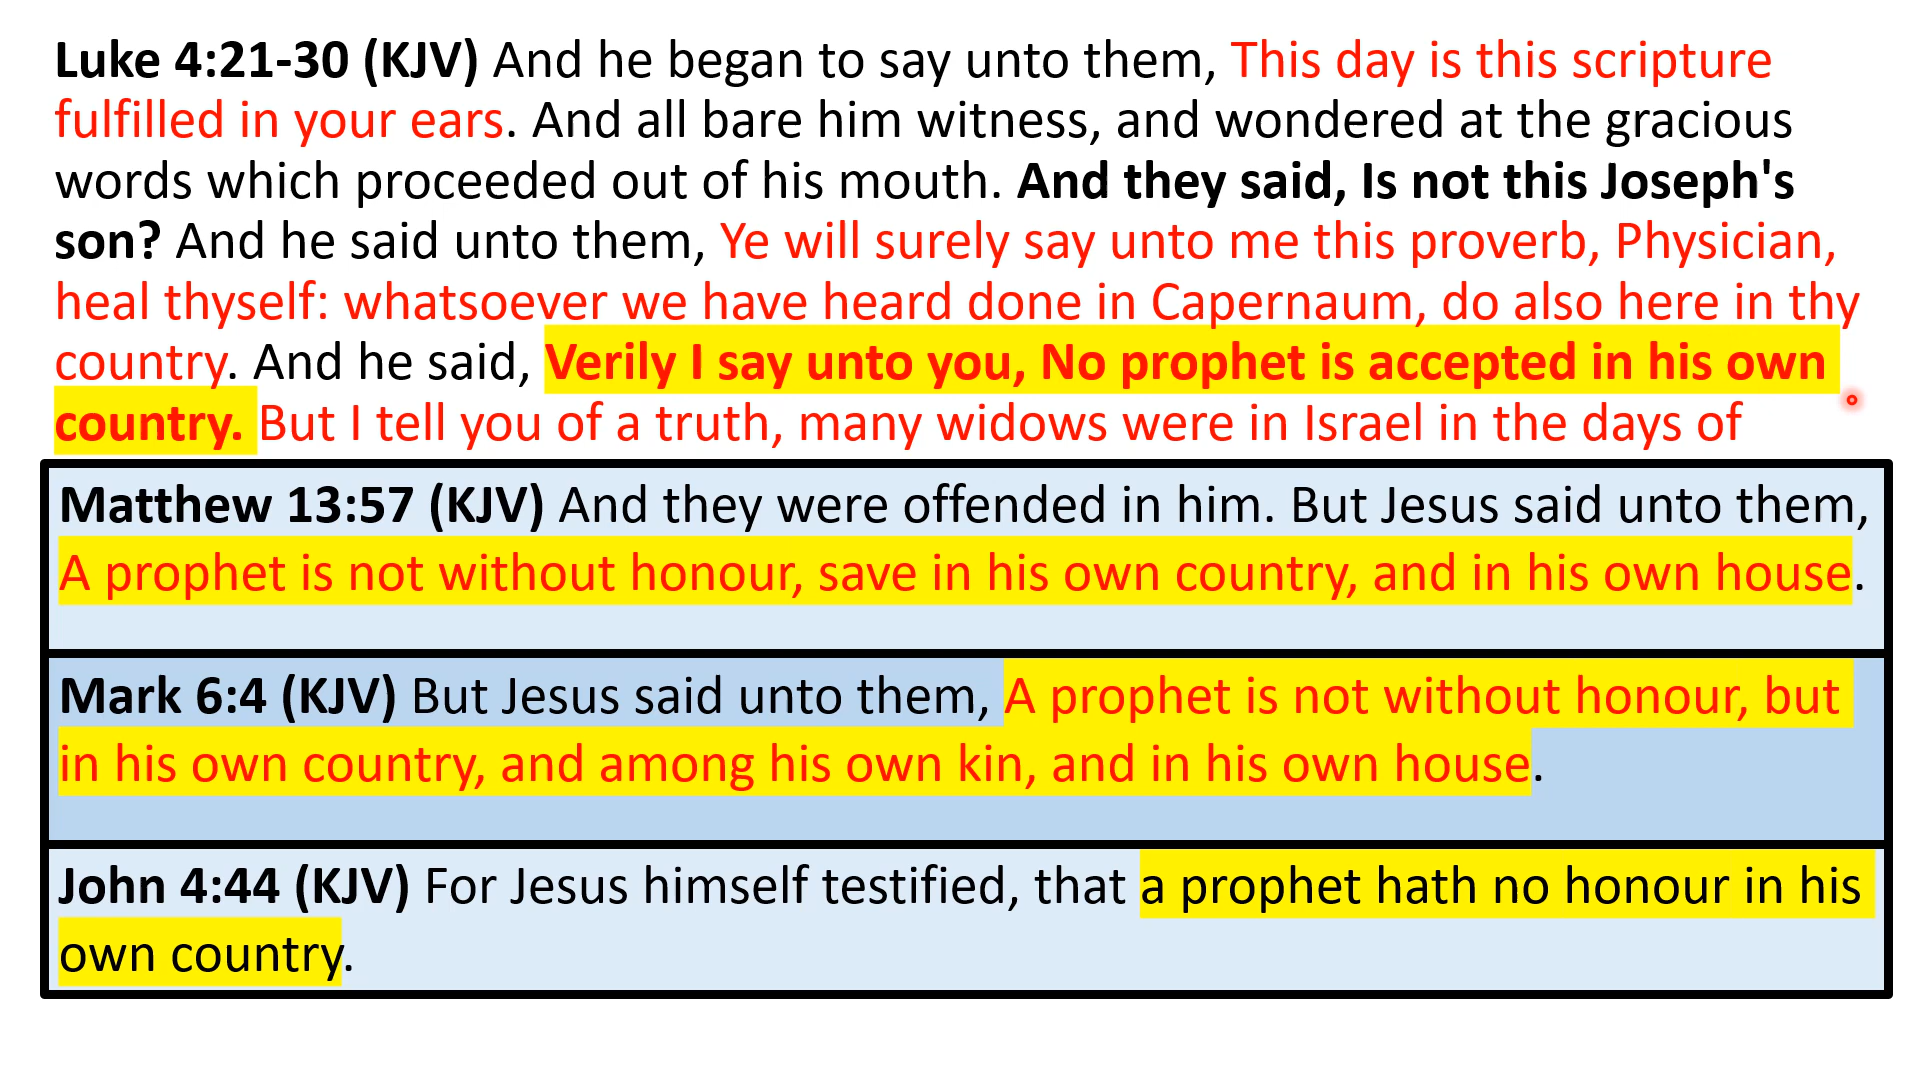 Luke 4:21-30 (KJV) And he began to say unto them, This day is this scripture
fulfilled in your ears. And all bare him witness, and wondered at the gracious
words which proceeded out of his mouth. And they said, Is not this Joseph's
son? And he said unto them, Ye will surely say unto me this proverb, Physician,
heal thyself: whatsoever we have heard done in Capernaum, do also here in thy
country. And he said, Verily I say unto you, No prophet is accepted in his own
country. But I tell you of a truth, many widows were in Israel in the days of
Matthew 13:57 (KJV) And they were offended in him. But Jesus said unto them,
A prophet is not without honour, save in his own country, and in his own house.
Mark 6:4 (KJV) But Jesus said unto them, A prophet is not without honour, but
in his own country, and among his own kin, and in his own house.
John 4:44 (KJV) For Jesus himself testified, that a prophet hath no honour in his
own country.